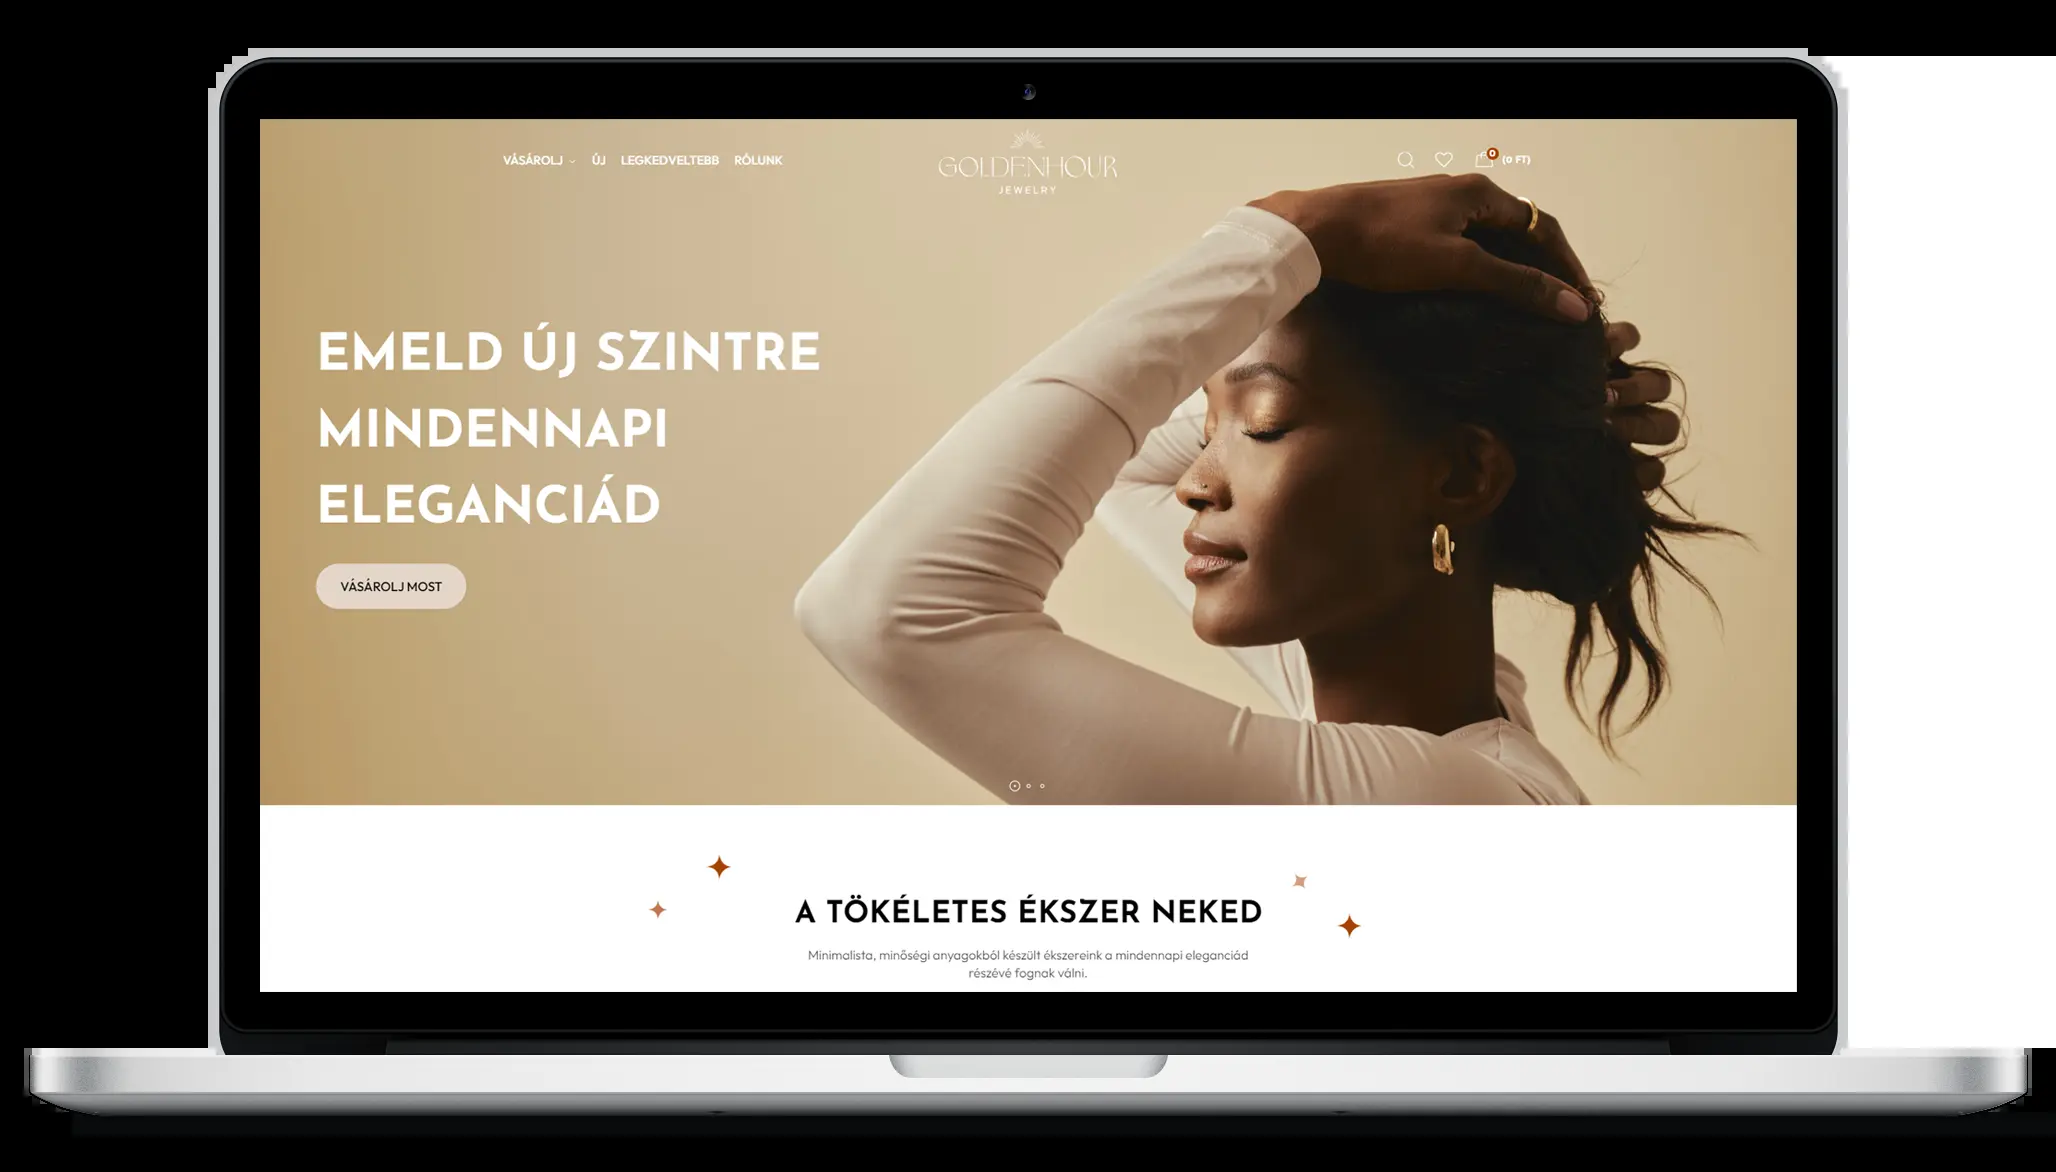 VÁSÁROLJ ÚJ LEGKEDVELTEBB RÓLUNK
GOLDENHOUR
JEWELRY
0 (0 FT)
EMELD ÚJ SZINTRE
MINDENNAPI
ELEGANCIÁD
VÁSÁROLJ MOST
A TÖKÉLETES ÉKSZER NEKED
Minimalista, minőségi anyagokból készült ékszereink a mindennapi eleganciád
részévé fognak válni.